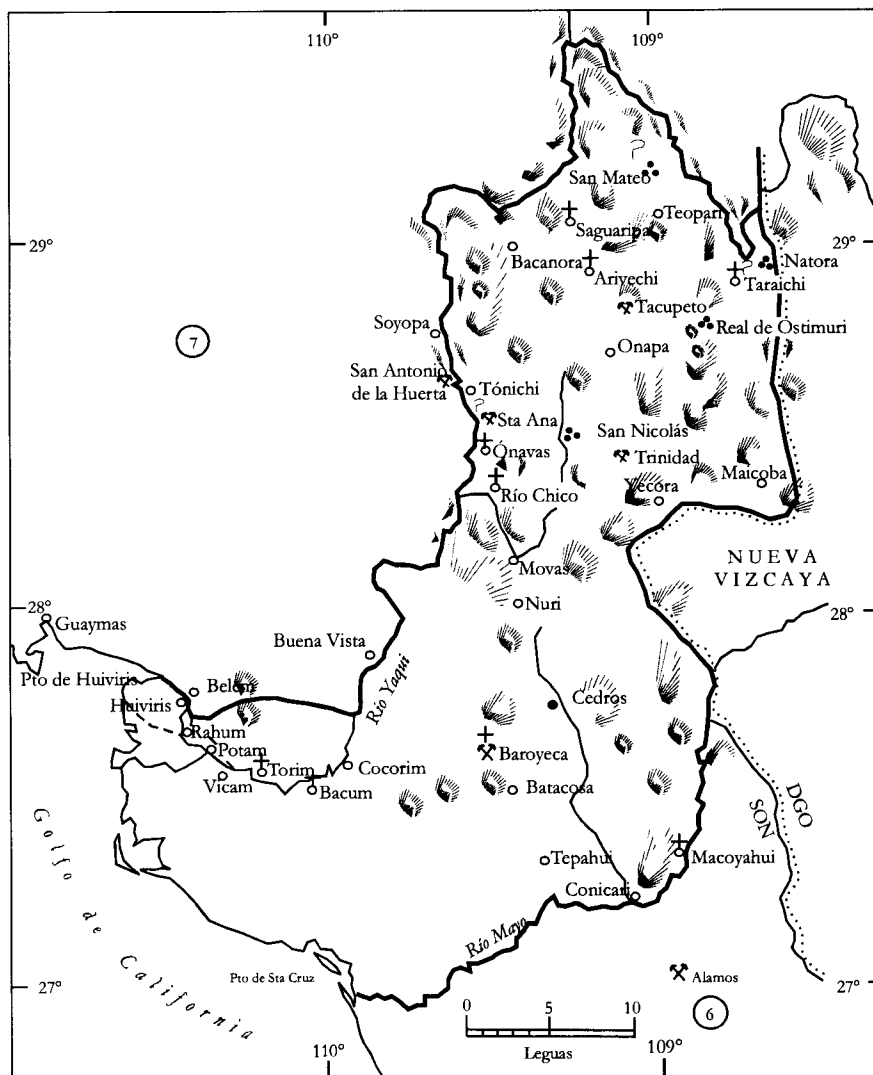 110°
109°
?
San Mateo
Teopari
Saguaripa
29°
29°
Bacanora
Natora
Arivechi
?
Taraichi
Tacupeto
Soyopa
Real de Ostimuri
7
Onapa
San Antonio
de la Huerta
Tónichi
?
Sta Ana
San Nicolás
Onavas
Trinidad
Maicoba
Río Chico
Yecora
NUEVA
VIZCAYA
Movas
28°
Nuri
28°
Guaymas
Buena Vista
Pto de Huiviris
Belem
Río Yaqui
Huiviris
Cedros
Rahum
Potam
Baroyeca
Torim
Cocorim
Vicam
Bacum
Batacosa
DGO
SON
Golfo de California
Tepahui
Macoyahui
Conicari
Río Mayo
27°
Pto de Sta Cruz
Alamos
27°
0 5 10
6
Leguas
110°
109°